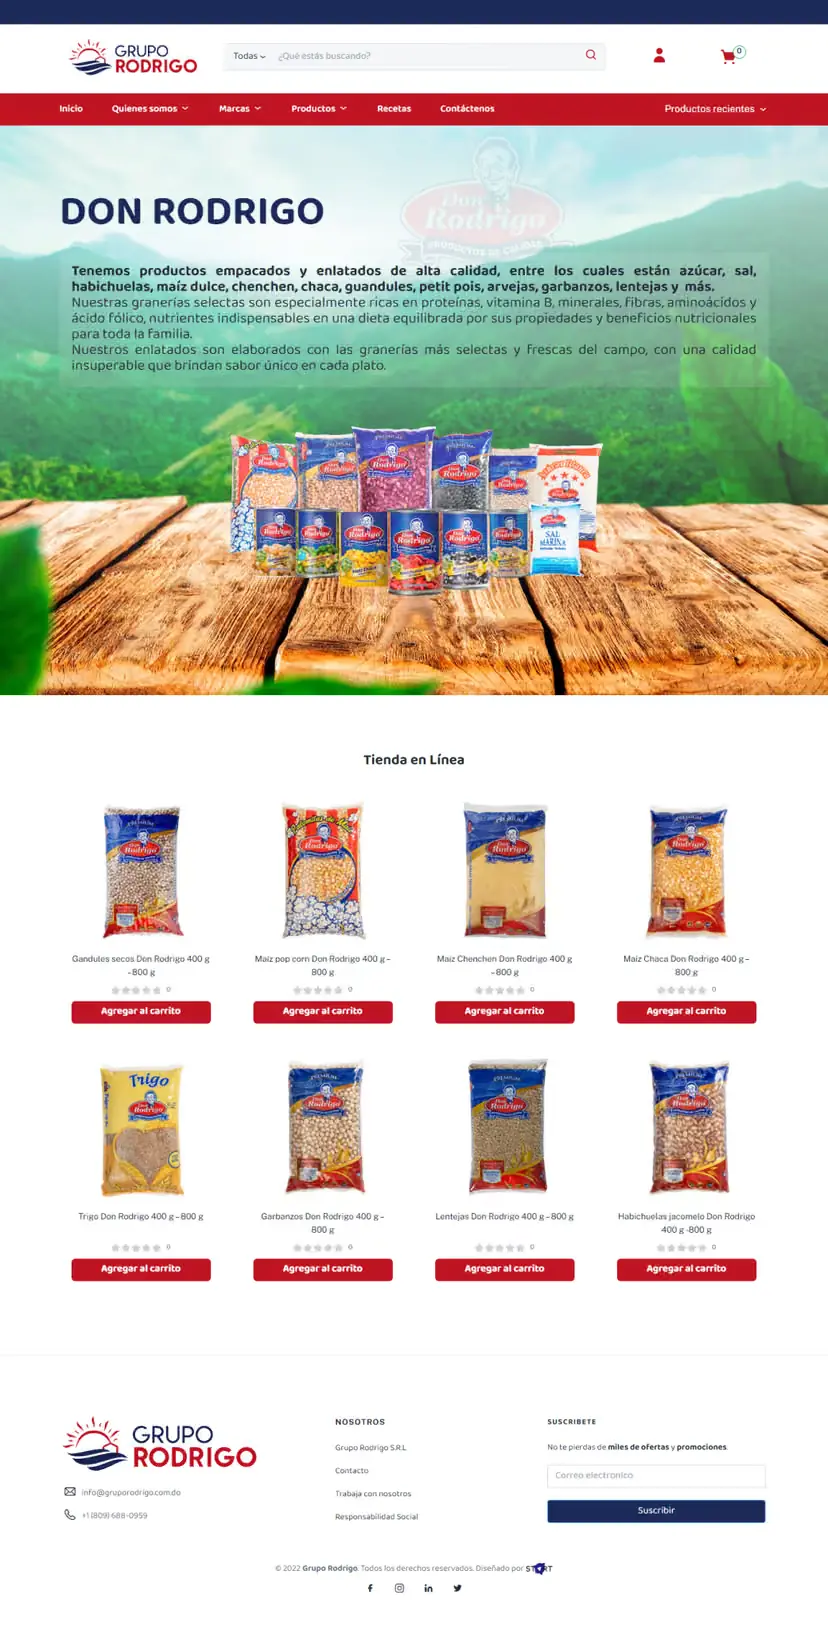 GRUPO
RODRIGO
Todas
¿Qué estás buscando?
0
Inicio
Quienes somos
Marcas
Productos
Recetas
Contáctenos
Productos recientes
Don
Rodrigo
PRODUCTOS DE CALIDAD
DON RODRIGO
Tenemos productos empacados y enlatados de alta calidad, entre los cuales están azúcar, sal,
habichuelas, maíz dulce, chenchen, chaca, guandules, petit pois, arvejas, garbanzos, lentejas y más.
Nuestras granerías selectas son especialmente ricas en proteínas, vitamina B, minerales, fibras, aminoácidos y
ácido fólico, nutrientes indispensables en una dieta equilibrada por sus propiedades y beneficios nutricionales
para toda la familia.
Nuestros enlatados son elaborados con las granerías más selectas y frescas del campo, con una calidad
insuperable que brindan sabor único en cada plato.
SAL
MARINA
Tienda en Línea
Gandules secos Don Rodrigo 400 g
– 800 g
0
Agregar al carrito
Maíz pop corn Don Rodrigo 400 g –
800 g
0
Agregar al carrito
Maiz Chenchen Don Rodrigo 400 g
– 800 g
0
Agregar al carrito
Maiz Chaca Don Rodrigo 400 g –
800 g
0
Agregar al carrito
Trigo
Trigo Don Rodrigo 400 g – 800 g
0
Agregar al carrito
Garbanzos Don Rodrigo 400 g –
800 g
0
Agregar al carrito
Lentejas Don Rodrigo 400 g – 800 g
0
Agregar al carrito
Habichuelas jacomelo Don Rodrigo
400 g -800 g
0
Agregar al carrito
GRUPO
RODRIGO
info@gruporodrigo.com.do
+1 (809) 688-0959
NOSOTROS
Grupo Rodrigo S.R.L
Contacto
Trabaja con nosotros
Responsabilidad Social
SUSCRIBETE
No te pierdas de miles de ofertas y promociones.
Correo electronico
Suscribir
© 2022 Grupo Rodrigo. Todos los derechos reservados. Diseñado por START